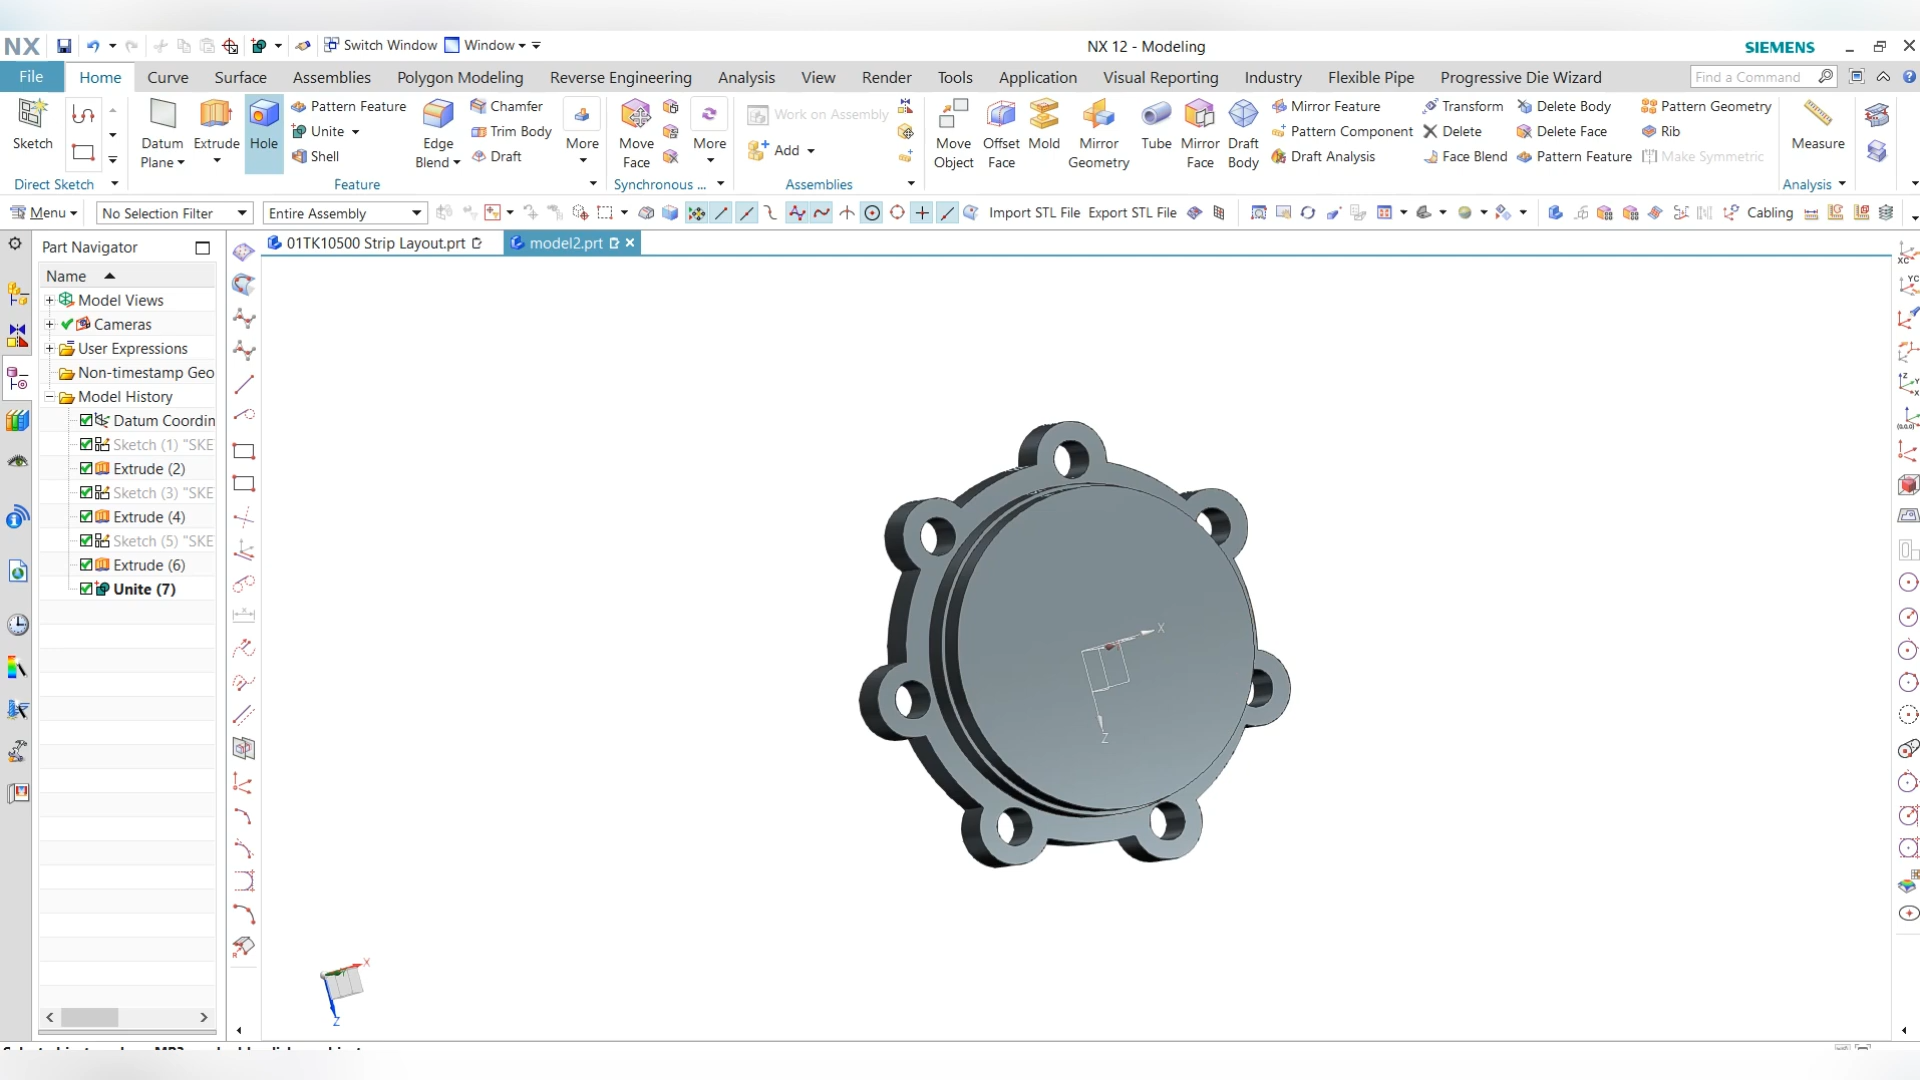 NX Switch Window Window NX 12 - Modeling SIEMENS
File Home Curve Surface Assemblies Polygon Modeling Reverse Engineering Analysis View Render Tools Application Visual Reporting Industry Flexible Pipe Progressive Die Wizard Find a Command
Sketch
Direct Sketch
Datum
Plane
Extrude
Hole
Pattern Feature
Unite
Shell
Edge
Blend
Chamfer
Trim Body
Draft
More
Feature
Move
Face
More
Synchronous ...
Work on Assembly
Add
Assemblies
Move
Object
Offset
Face
Mold
Mirror
Geometry
Tube
Mirror
Face
Draft
Body
Mirror Feature
Pattern Component
Draft Analysis
Transform
Delete
Face Blend
Delete Body
Delete Face
Pattern Feature
Pattern Geometry
Rib
Make Symmetric
Measure
Analysis
Menu No Selection Filter Entire Assembly Import STL File Export STL File Cabling
Part Navigator
01TK10500 Strip Layout.prt model2.prt
Name
Model Views
Cameras
User Expressions
Non-timestamp Geo
Model History
Datum Coordin
Sketch (1) "SKE
Extrude (2)
Sketch (3) "SKE
Extrude (4)
Sketch (5) "SKE
Extrude (6)
Unite (7)
X
Z
X
Z
XC
YC
Z
Y
X
(0,0,0)